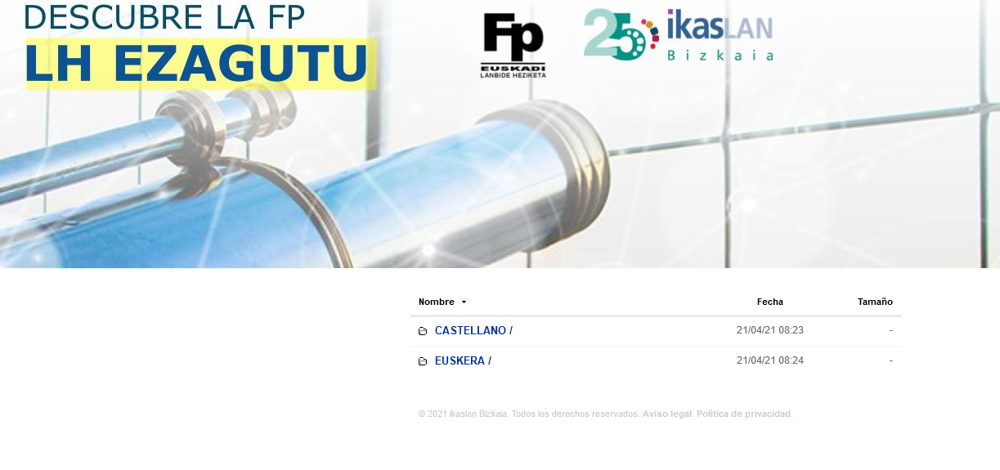 DESCUBRE LA FP
LH EZAGUTU
Fp
EUSKADI
LANBIDE HEZIKETA
25 ikasLAN
Bizkaia
Nombre Fecha Tamaño
CASTELLANO / 21/04/21 08:23 -
EUSKERA / 21/04/21 08:24 -
© 2021 Ikaslan Bizkaia. Todos los derechos reservados. Aviso legal. Política de privacidad.